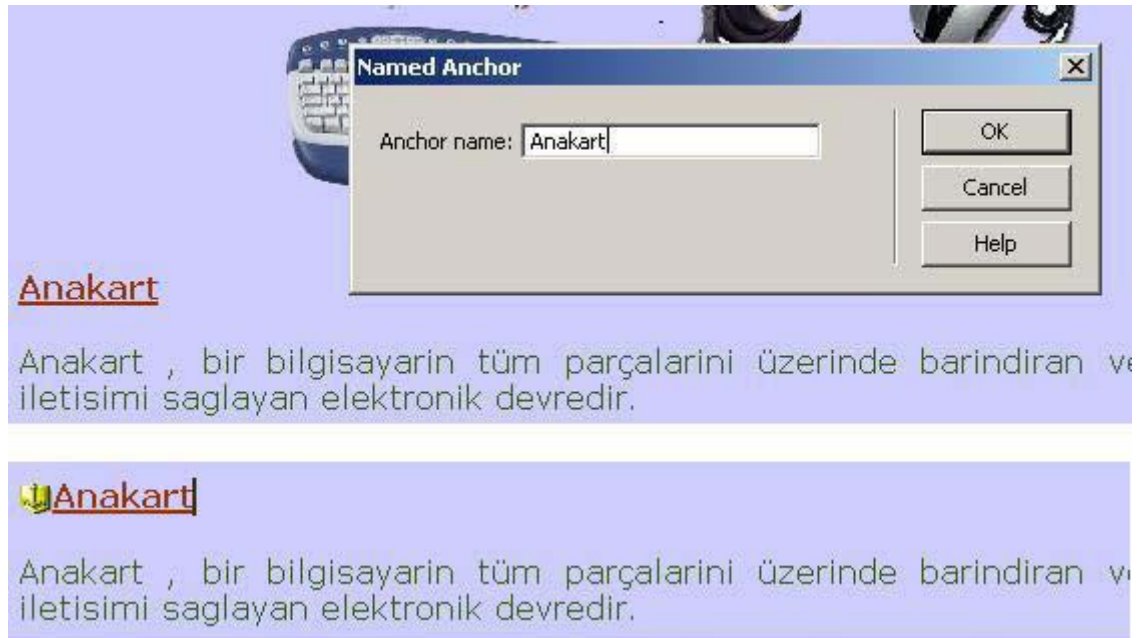 Named Anchor
Anchor name: Anakart
OK
Cancel
Help
Anakart
Anakart , bir bilgisayarin tüm parçalarini üzerinde barindiran
iletisimi saglayan elektronik devredir.
Anakart
Anakart , bir bilgisayarin tüm parçalarini üzerinde barindiran
iletisimi saglayan elektronik devredir.